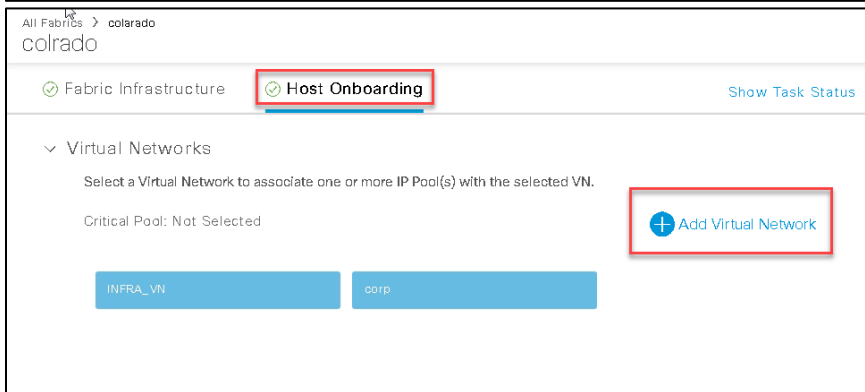 All Fabrics > colarado
colrado
Fabric Infrastructure Host Onboarding Show Task Status
Virtual Networks
Select a Virtual Network to associate one or more IP Pool(s) with the selected VN.
Critical Pool: Not Selected
Add Virtual Network
INFRA_VN corp